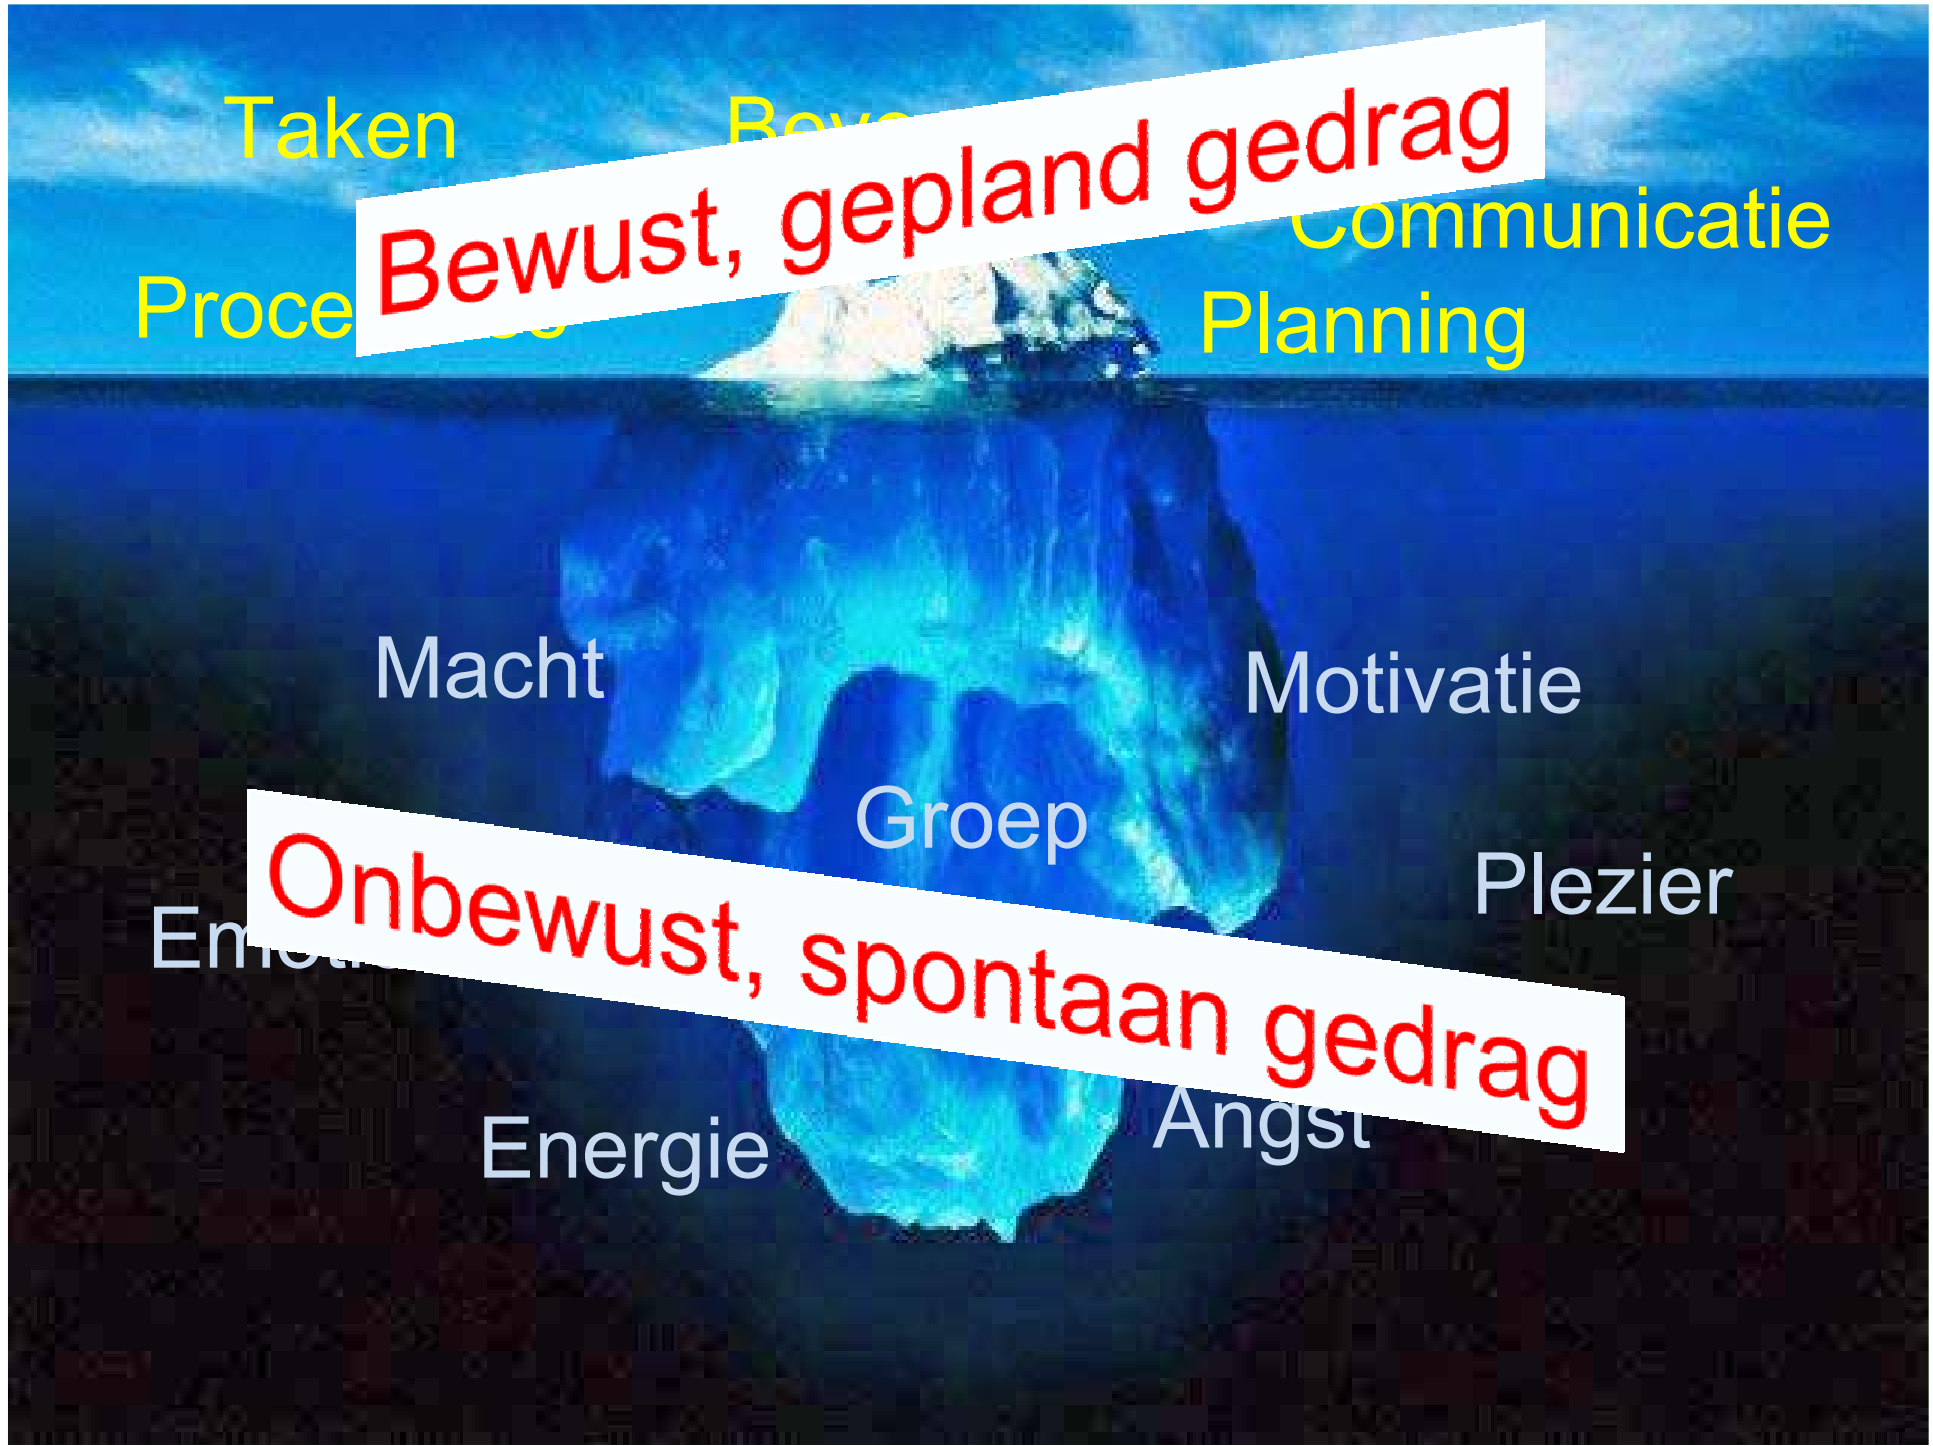 Taken
Bewust, gepland gedrag
Communicatie
Planning
Macht
Motivatie
Groep
Plezier
Onbewust, spontaan gedrag
Angst
Energie